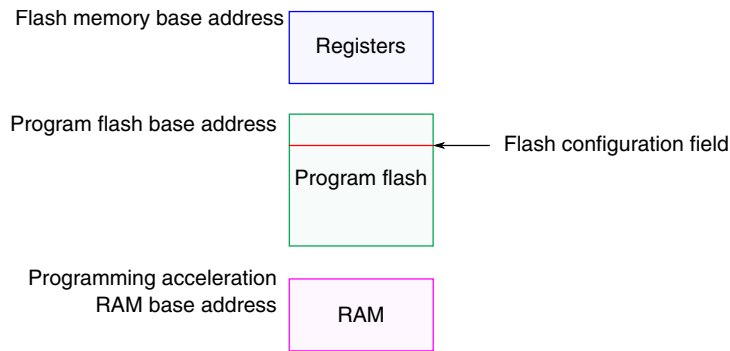 Flash memory base address
Registers
Program flash base address
Flash configuration field
Program flash
Programming acceleration
RAM base address
RAM